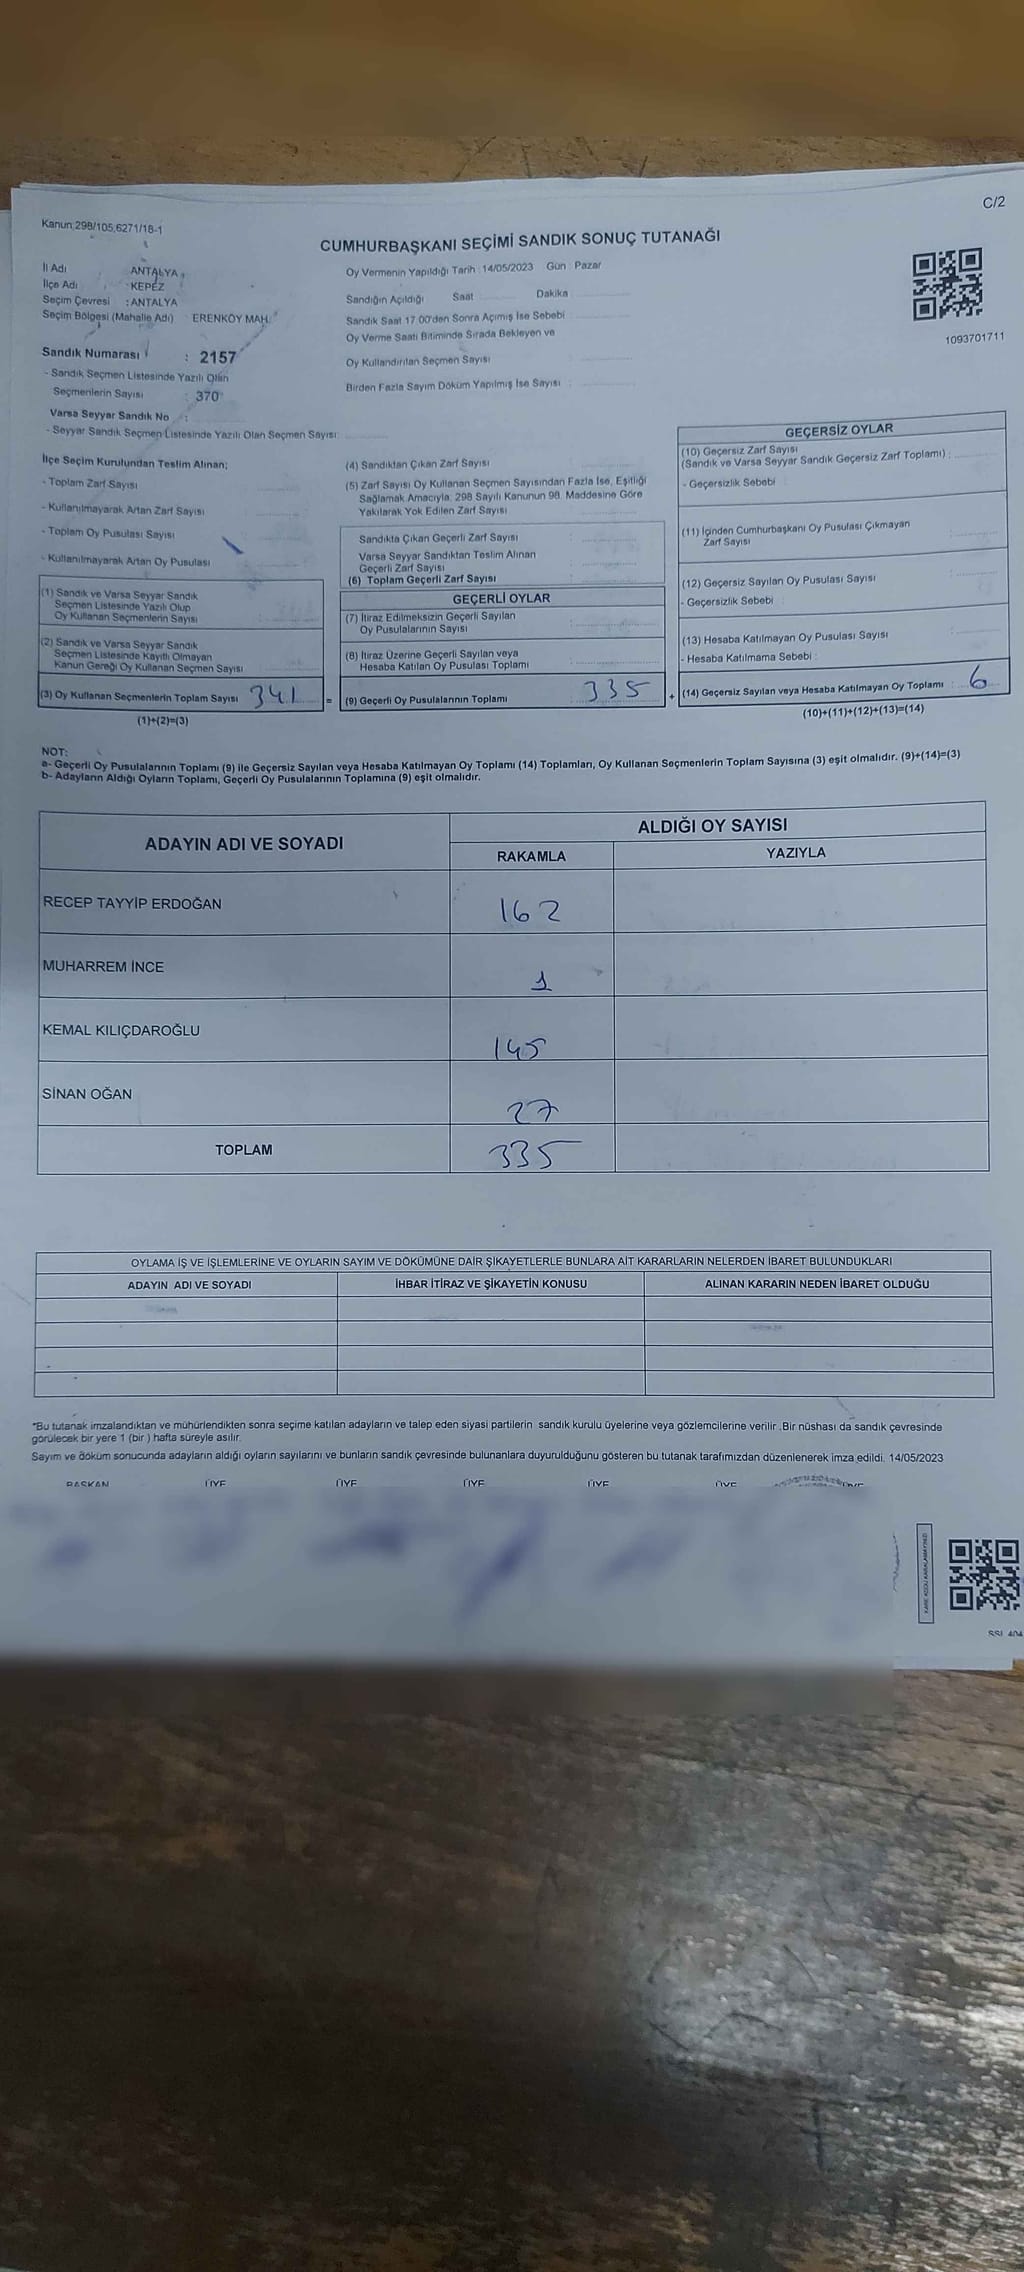 C/2
Kanun;298/105,6271/18-1
CUMHURBAŞKANI SEÇİMİ SANDIK SONUÇ TUTANAĞI
İl Adı : ANTALYA
İlçe Adı : KEPEZ
Seçim Çevresi : ANTALYA
Seçim Bölgesi (Mahalle Adı) ERENKÖY MAH.
Oy Vermenin Yapıldığı Tarih : 14/05/2023 Gün : Pazar
Sandığın Açıldığı Saat Dakika
Sandık Saat 17:00'den Sonra Açımış İse Sebebi :
Oy Verme Saati Bitiminde Sırada Bekleyen ve
Oy Kullandırılan Seçmen Sayısı :
Birden Fazla Sayım Döküm Yapılmış İse Sayısı :
1093701711
Sandık Numarası : 2157
- Sandık Seçmen Listesinde Yazılı Olan
Seçmenlerin Sayısı : 370
Varsa Seyyar Sandık No :
- Seyyar Sandık Seçmen Listesinde Yazılı Olan Seçmen Sayısı:
İlçe Seçim Kurulundan Teslim Alınan;
- Toplam Zarf Sayısı
- Kullanılmayarak Artan Zarf Sayısı
- Toplam Oy Pusulası Sayısı
- Kullanılmayarak Artan Oy Pusulası
(1) Sandık ve Varsa Seyyar Sandık
Seçmen Listesinde Yazılı Olup
Oy Kullanan Seçmenlerin Sayısı
(2) Sandık ve Varsa Seyyar Sandık
Seçmen Listesinde Kayıtlı Olmayan
Kanun Gereği Oy Kullanan Seçmen Sayısı
(3) Oy Kullanan Seçmenlerin Toplam Sayısı 341 =
(1)+(2)=(3)
(4) Sandıktan Çıkan Zarf Sayısı
(5) Zarf Sayısı Oy Kullanan Seçmen Sayısından Fazla İse, Eşitliği
Sağlamak Amacıyla; 298 Sayılı Kanunun 98. Maddesine Göre
Yakılarak Yok Edilen Zarf Sayısı :
Sandıkta Çıkan Geçerli Zarf Sayısı :
Varsa Seyyar Sandıktan Teslim Alınan
Geçerli Zarf Sayısı :
(6) Toplam Geçerli Zarf Sayısı :
GEÇERLİ OYLAR
(7) İtiraz Edilmeksizin Geçerli Sayılan
Oy Pusulalarının Sayısı
(8) İtiraz Üzerine Geçerli Sayılan veya
Hesaba Katılan Oy Pusulası Toplamı
(9) Geçerli Oy Pusulalarının Toplamı 335 +
GEÇERSİZ OYLAR
(10) Geçersiz Zarf Sayısı
(Sandık ve Varsa Seyyar Sandık Geçersiz Zarf Toplamı) :
- Geçersizlik Sebebi :
(11) İçinden Cumhurbaşkanı Oy Pusulası Çıkmayan
Zarf Sayısı
(12) Geçersiz Sayılan Oy Pusulası Sayısı :
- Geçersizlik Sebebi :
(13) Hesaba Katılmayan Oy Pusulası Sayısı :
- Hesaba Katılmama Sebebi :
(14) Geçersiz Sayılan veya Hesaba Katılmayan Oy Toplamı : 6
(10)+(11)+(12)+(13)=(14)
NOT:
a- Geçerli Oy Pusulalarının Toplamı (9) ile Geçersiz Sayılan veya Hesaba Katılmayan Oy Toplamı (14) Toplamları, Oy Kullanan Seçmenlerin Toplam Sayısına (3) eşit olmalıdır. (9)+(14)=(3)
b- Adayların Aldığı Oyların Toplamı, Geçerli Oy Pusulalarının Toplamına (9) eşit olmalıdır.
ADAYIN ADI VE SOYADI
ALDIĞI OY SAYISI
RAKAMLA YAZIYLA
RECEP TAYYİP ERDOĞAN 162
MUHARREM İNCE 1
KEMAL KILIÇDAROĞLU 145
SİNAN OĞAN 27
TOPLAM 335
OYLAMA İŞ VE İŞLEMLERİNE VE OYLARIN SAYIM VE DÖKÜMÜNE DAİR ŞİKAYETLERLE BUNLARA AİT KARARLARIN NELERDEN İBARET BULUNDUKLARI
ADAYIN ADI VE SOYADI İHBAR İTİRAZ VE ŞİKAYETİN KONUSU ALINAN KARARIN NEDEN İBARET OLDUĞU
*Bu tutanak imzalandıktan ve mühürlendikten sonra seçime katılan adayların ve talep eden siyasi partilerin sandık kurulu üyelerine veya gözlemcilerine verilir .Bir nüshası da sandık çevresinde
görülecek bir yere 1 (bir ) hafta süreyle asılır.
Sayım ve döküm sonucunda adayların aldığı oyların sayılarını ve bunların sandık çevresinde bulunanlara duyurulduğunu gösteren bu tutanak tarafımızdan düzenlenerek imza edildi. 14/05/2023
BAŞKAN ÜYE ÜYE ÜYE ÜYE ÜYE